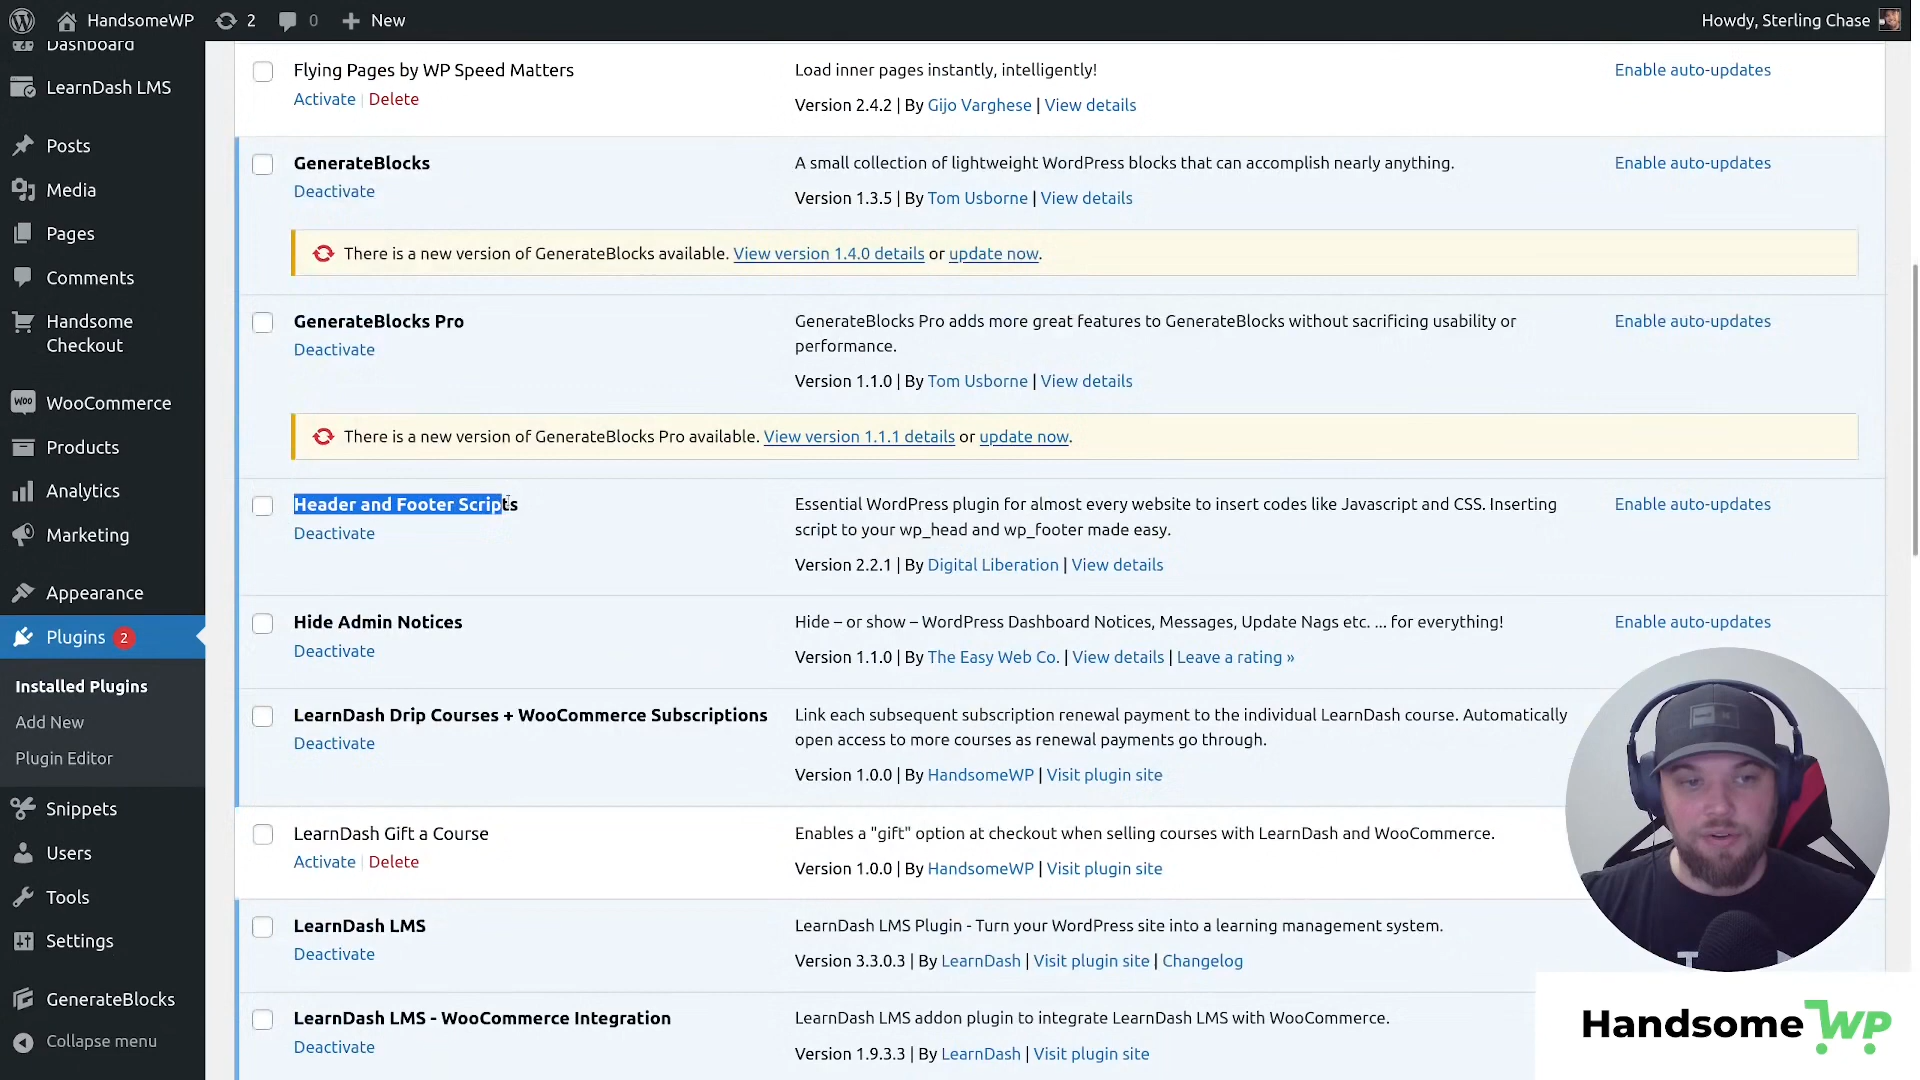 HandsomeWP
2
0
New
Howdy, Sterling Chase
Dashboard
LearnDash LMS
Posts
Media
Pages
Comments
Handsome
Checkout
WooCommerce
Products
Analytics
Marketing
Appearance
Plugins 2
Installed Plugins
Add New
Plugin Editor
Snippets
Users
Tools
Settings
GenerateBlocks
Collapse menu
Flying Pages by WP Speed Matters
Activate | Delete
Load inner pages instantly, intelligently!
Version 2.4.2 | By Gijo Varghese | View details
Enable auto-updates
GenerateBlocks
Deactivate
A small collection of lightweight WordPress blocks that can accomplish nearly anything.
Version 1.3.5 | By Tom Usborne | View details
Enable auto-updates
There is a new version of GenerateBlocks available. View version 1.4.0 details or update now.
GenerateBlocks Pro
Deactivate
GenerateBlocks Pro adds more great features to GenerateBlocks without sacrificing usability or
performance.
Version 1.1.0 | By Tom Usborne | View details
Enable auto-updates
There is a new version of GenerateBlocks Pro available. View version 1.1.1 details or update now.
Header and Footer Scripts
Deactivate
Essential WordPress plugin for almost every website to insert codes like Javascript and CSS. Inserting
script to your wp_head and wp_footer made easy.
Version 2.2.1 | By Digital Liberation | View details
Enable auto-updates
Hide Admin Notices
Deactivate
Hide – or show – WordPress Dashboard Notices, Messages, Update Nags etc. ... for everything!
Version 1.1.0 | By The Easy Web Co. | View details | Leave a rating »
Enable auto-updates
LearnDash Drip Courses + WooCommerce Subscriptions
Deactivate
Link each subsequent subscription renewal payment to the individual LearnDash course. Automatically
open access to more courses as renewal payments go through.
Version 1.0.0 | By HandsomeWP | Visit plugin site
LearnDash Gift a Course
Activate | Delete
Enables a "gift" option at checkout when selling courses with LearnDash and WooCommerce.
Version 1.0.0 | By HandsomeWP | Visit plugin site
LearnDash LMS
Deactivate
LearnDash LMS Plugin - Turn your WordPress site into a learning management system.
Version 3.3.0.3 | By LearnDash | Visit plugin site | Changelog
LearnDash LMS - WooCommerce Integration
Deactivate
LearnDash LMS addon plugin to integrate LearnDash LMS with WooCommerce.
Version 1.9.3.3 | By LearnDash | Visit plugin site
HandsomeWP